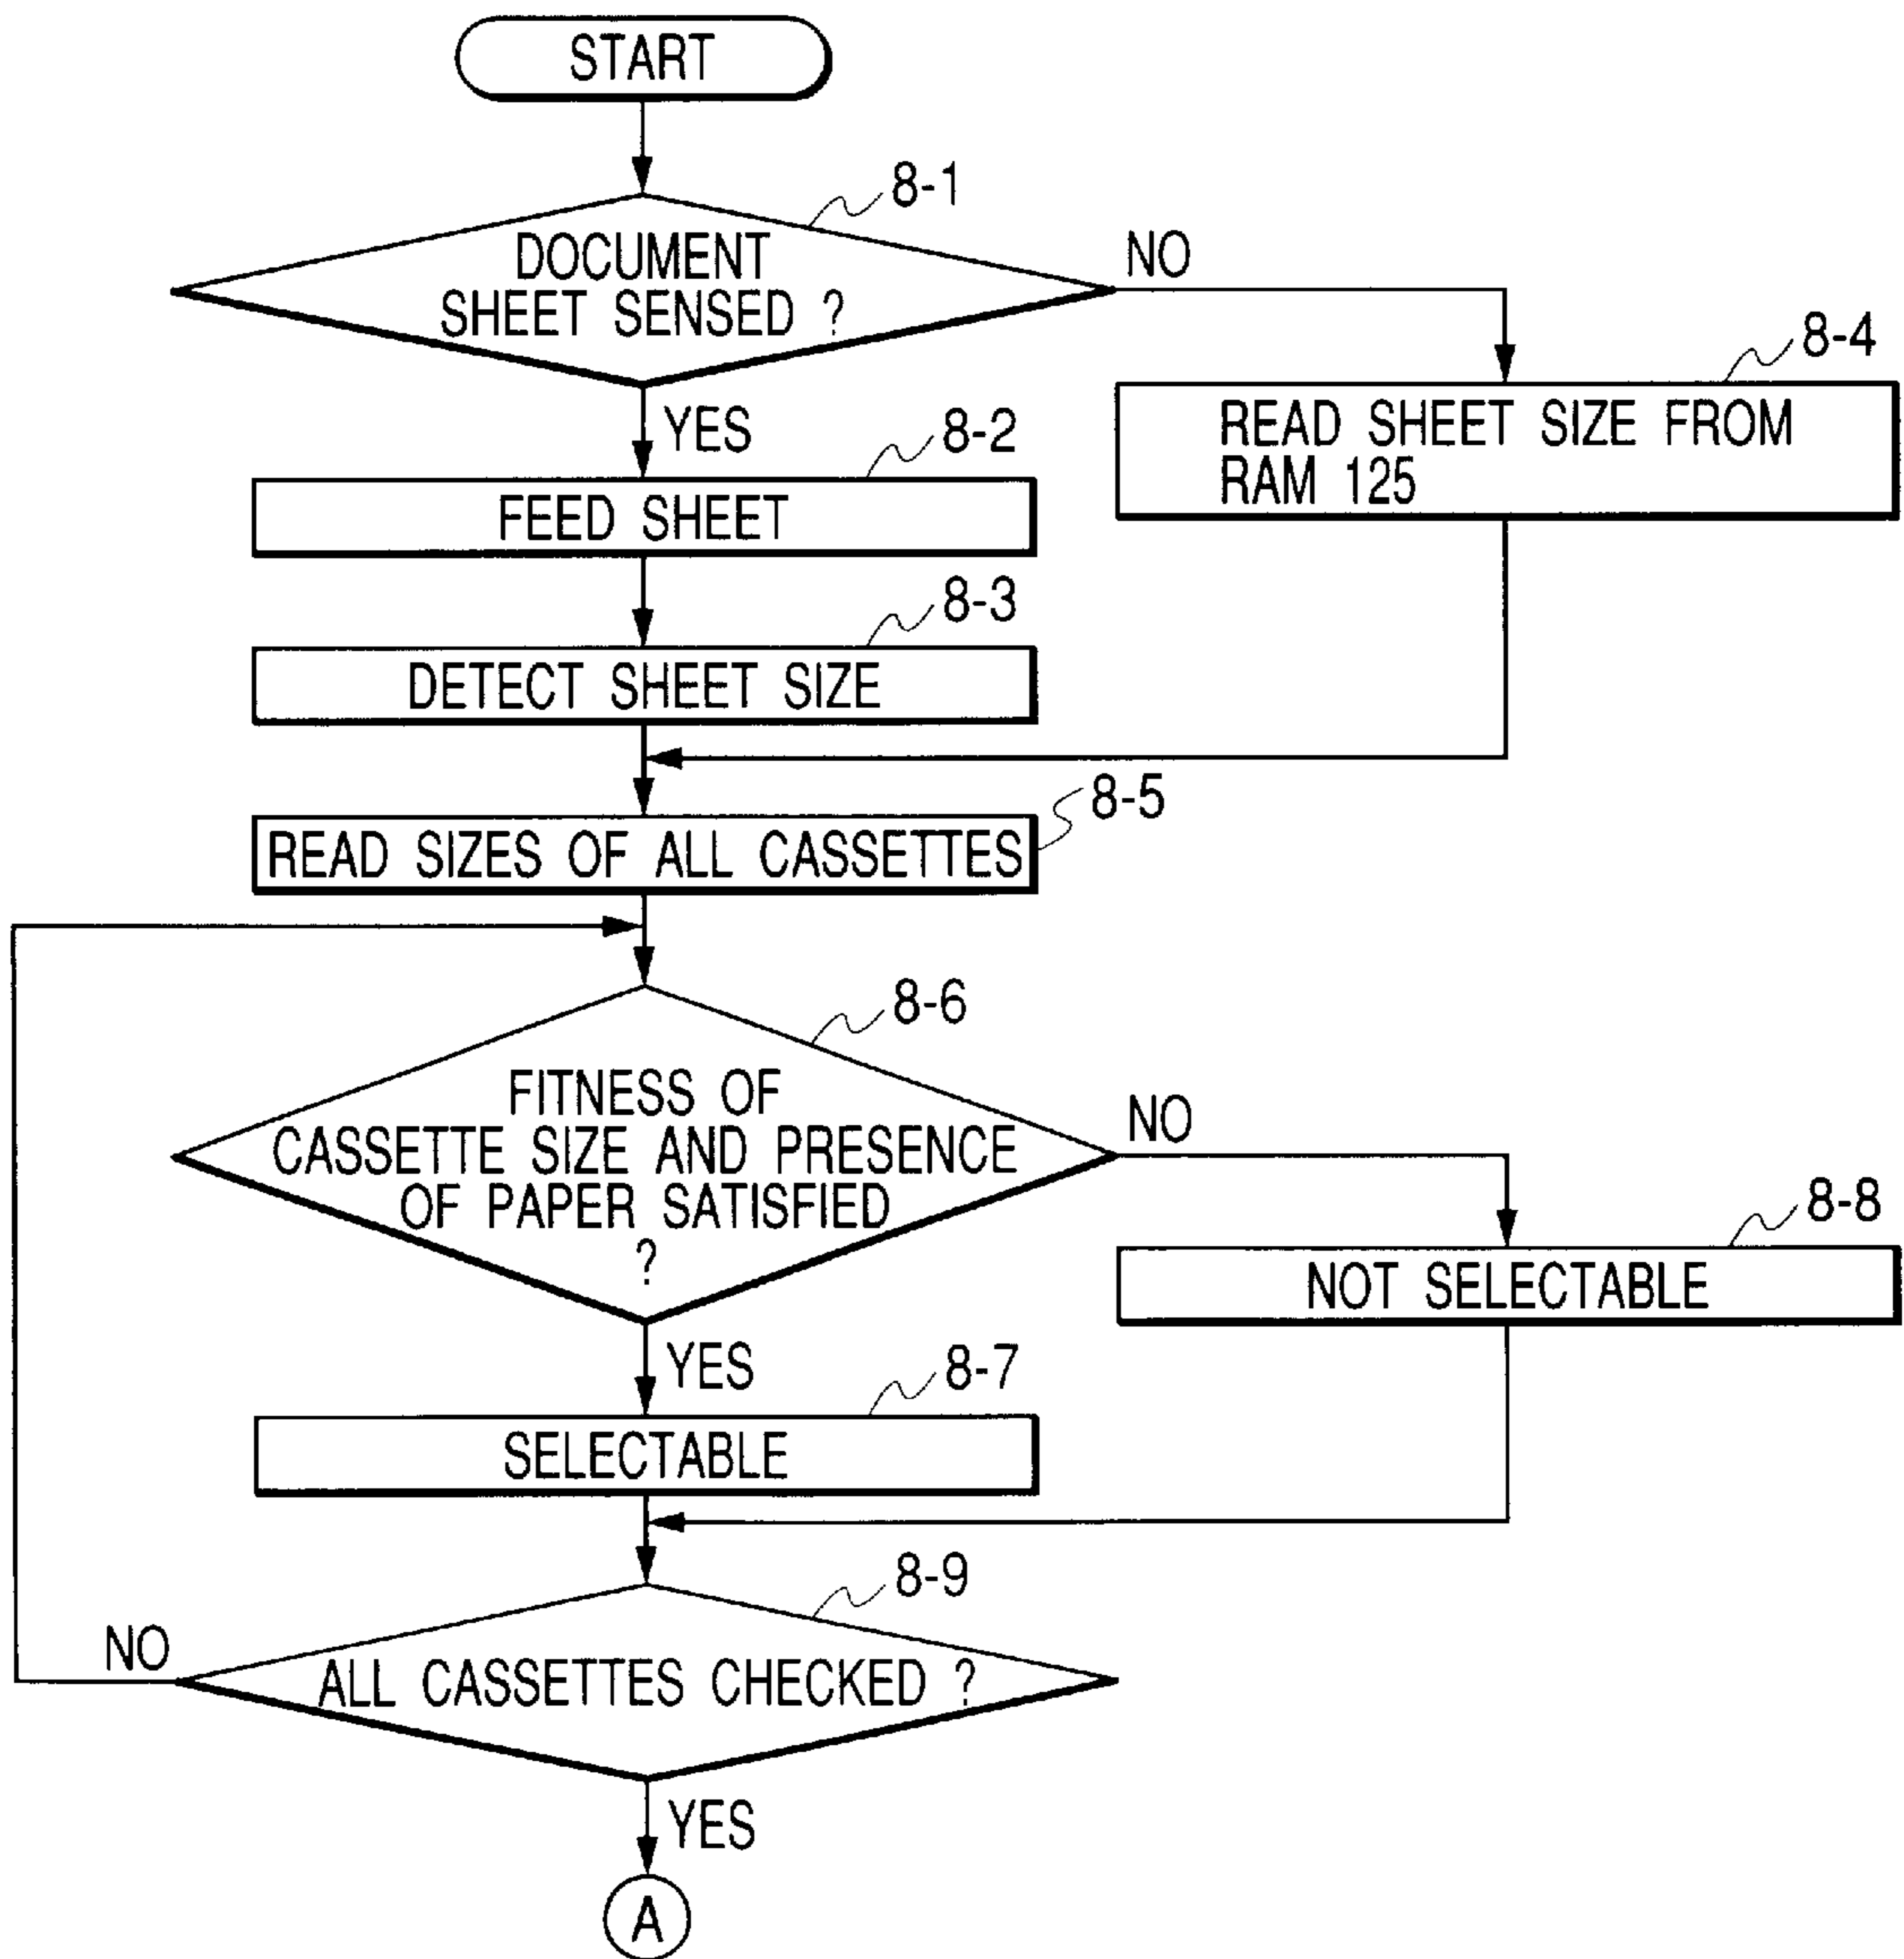 START
8-1
DOCUMENT
SHEET SENSED ?
NO
8-4
READ SHEET SIZE FROM
RAM 125
YES
8-2
FEED SHEET
8-3
DETECT SHEET SIZE
8-5
READ SIZES OF ALL CASSETTES
8-6
FITNESS OF
CASSETTE SIZE AND PRESENCE
OF PAPER SATISFIED
?
NO
8-8
NOT SELECTABLE
YES
8-7
SELECTABLE
8-9
NO
ALL CASSETTES CHECKED ?
YES
A